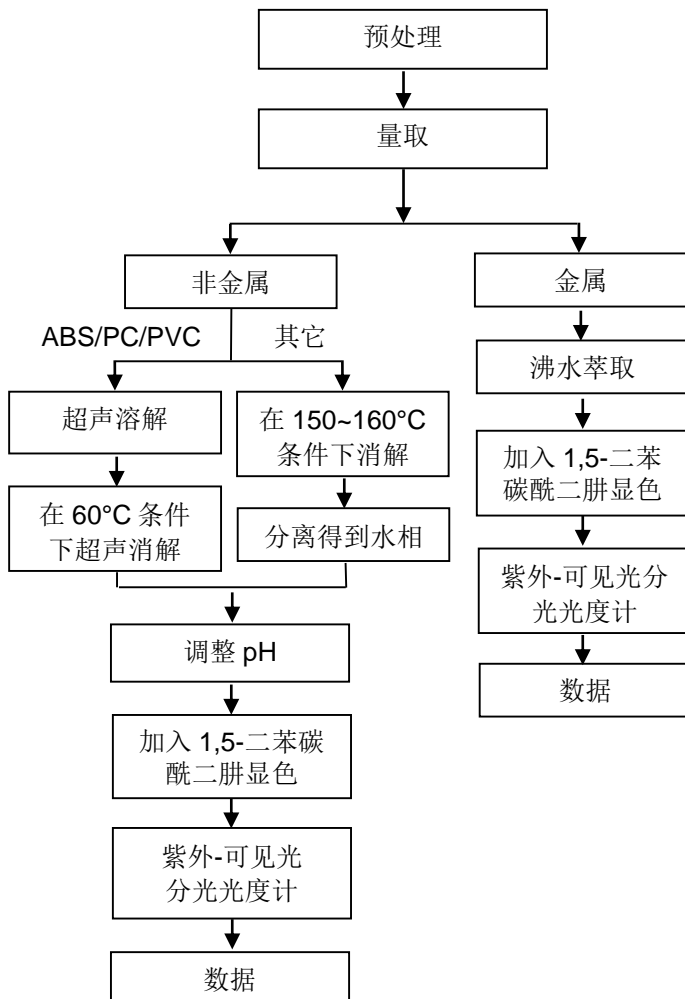 预处理
量取
非金属
金属
ABS/PC/PVC
其它
沸水萃取
超声溶解
在 150~160°C
条件下消解
加入 1,5-二苯
碳酰二肼显色
在 60°C 条件
下超声消解
分离得到水相
紫外-可见光分
光光度计
调整 pH
数据
加入 1,5-二苯碳
酰二肼显色
紫外-可见光
分光光度计
数据